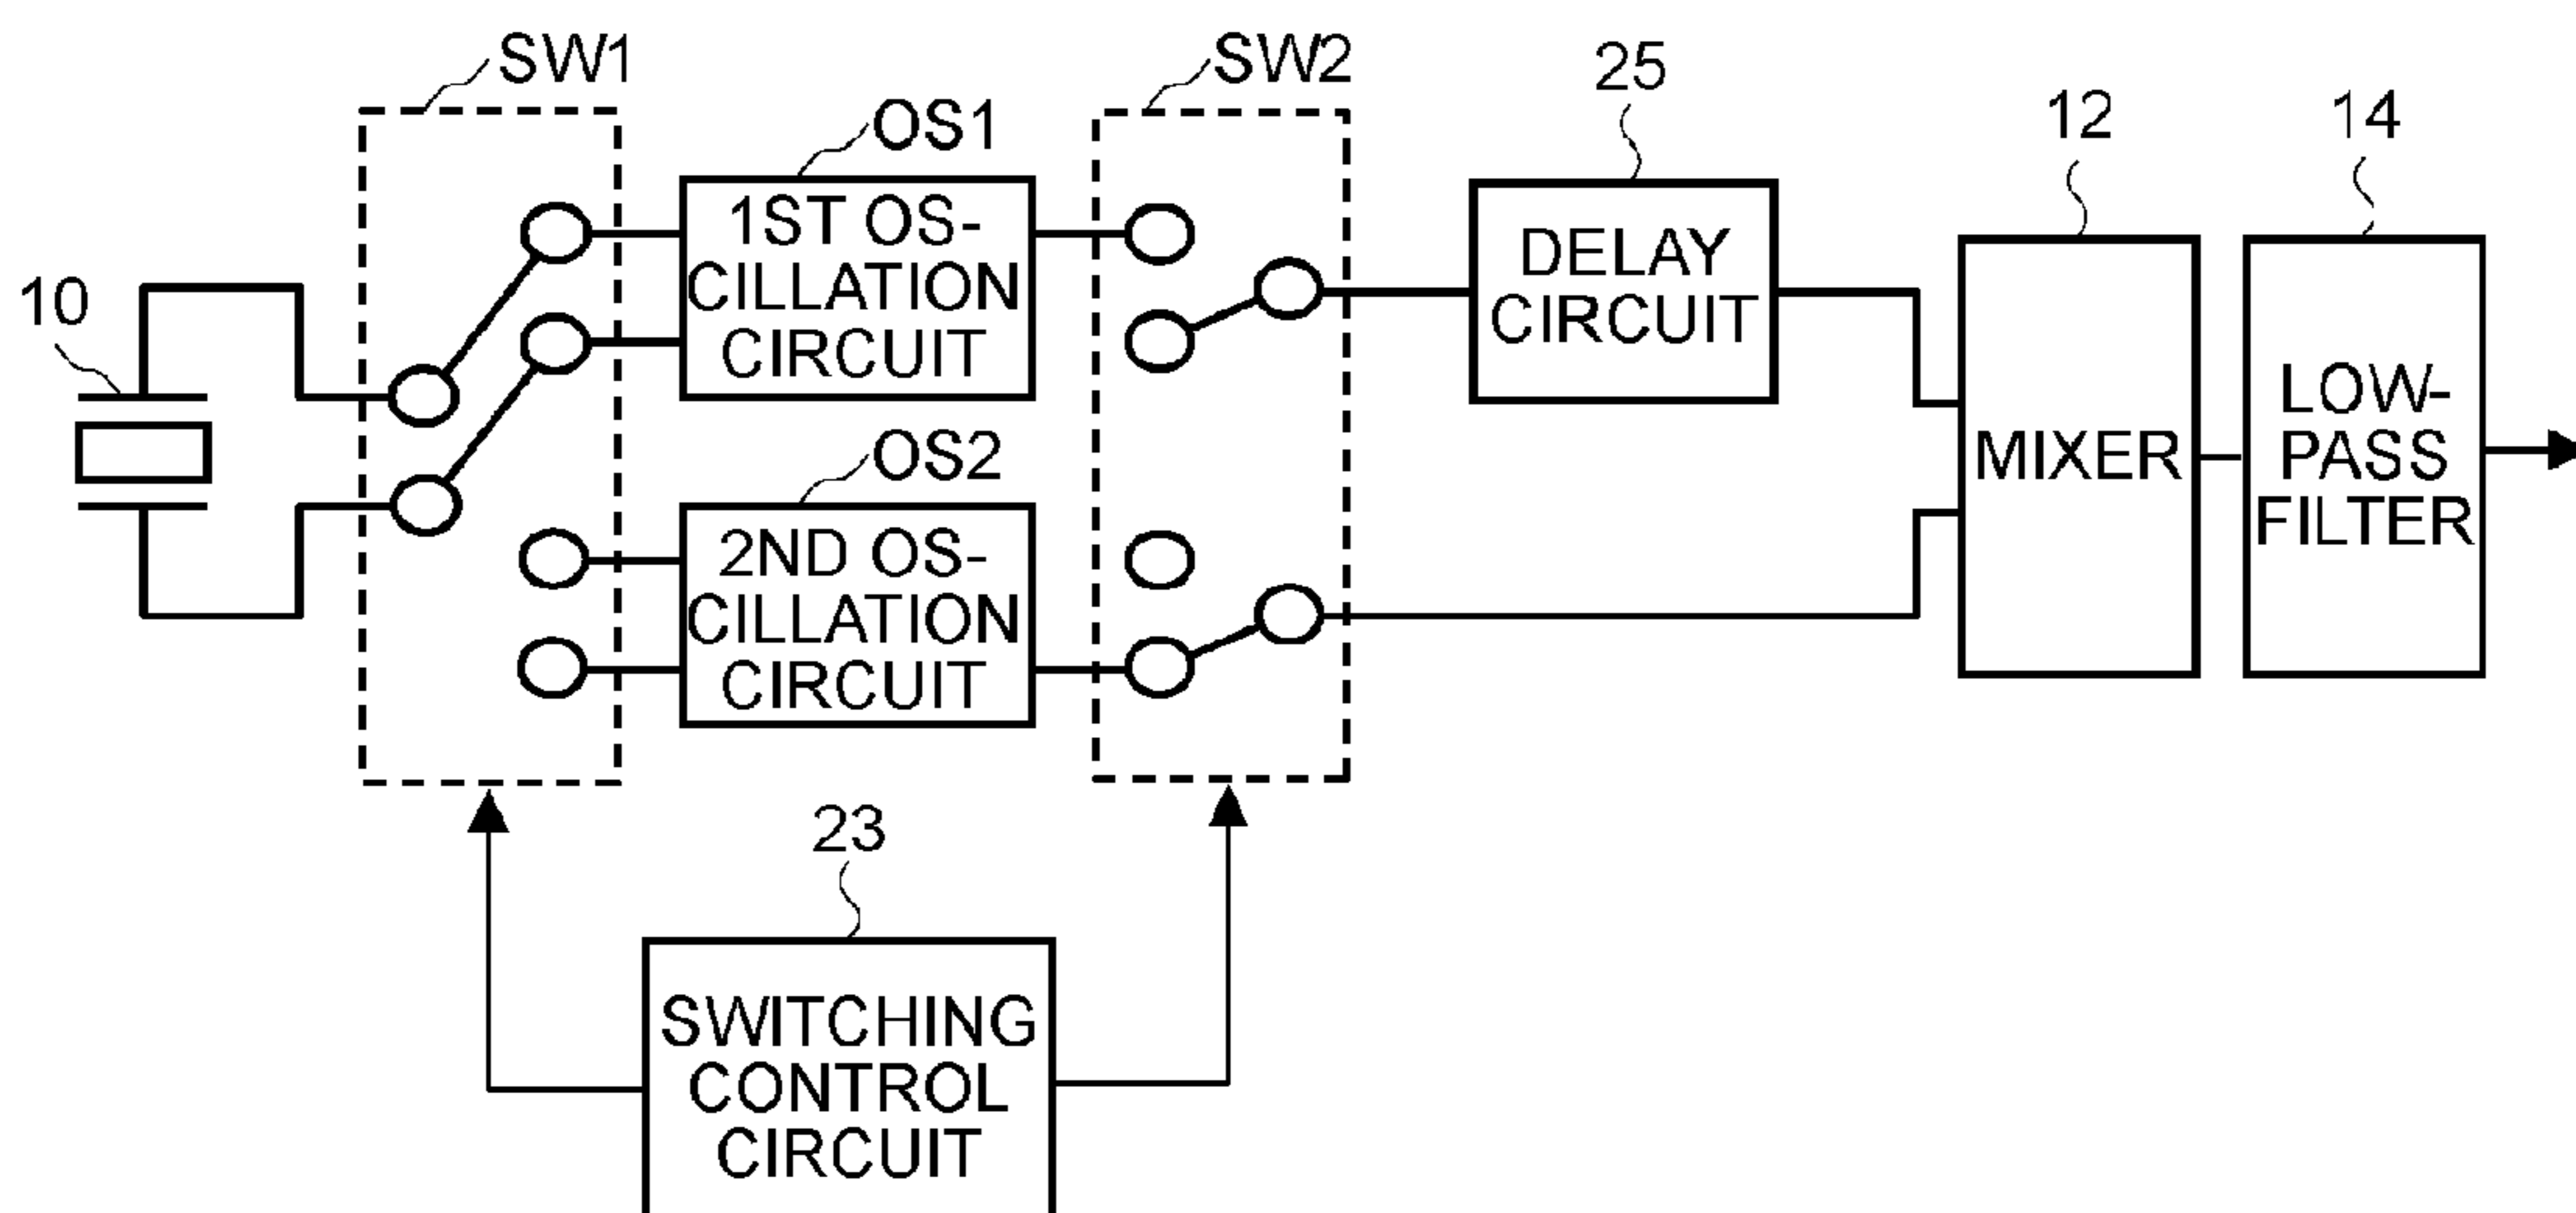 SW1
SW2
25
OS1
12
14
1ST OS-
CILLATION
CIRCUIT
DELAY
CIRCUIT
10
LOW-
PASS
FILTER
MIXER
OS2
2ND OS-
CILLATION
CIRCUIT
23
SWITCHING
CONTROL
CIRCUIT